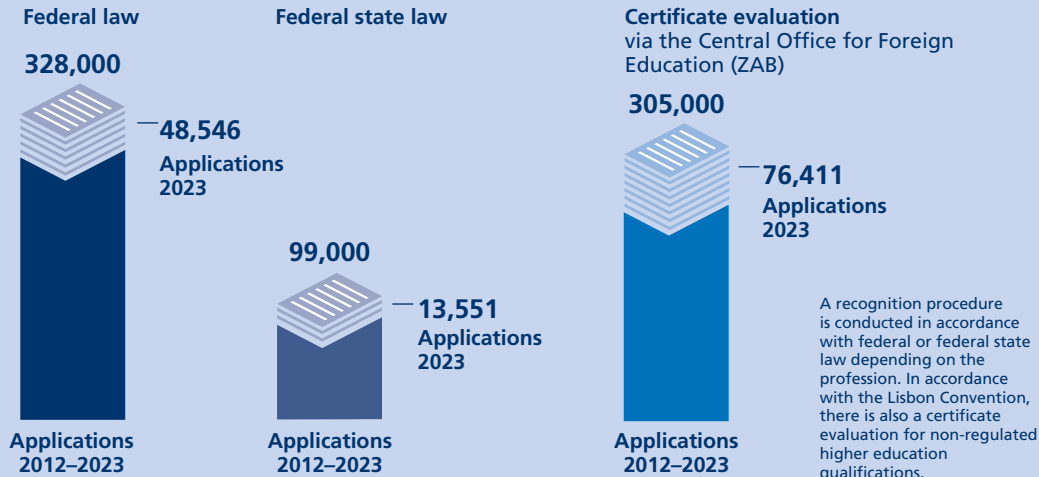 Federal law
328,000
48,546
Applications
2023
Applications
2012–2023
Federal state law
99,000
13,551
Applications
2023
Applications
2012–2023
Certificate evaluation
via the Central Office for Foreign
Education (ZAB)
305,000
76,411
Applications
2023
Applications
2012–2023
A recognition procedure
is conducted in accordance
with federal or federal state
law depending on the
profession. In accordance
with the Lisbon Convention,
there is also a certificate
evaluation for non-regulated
higher education
qualifications.